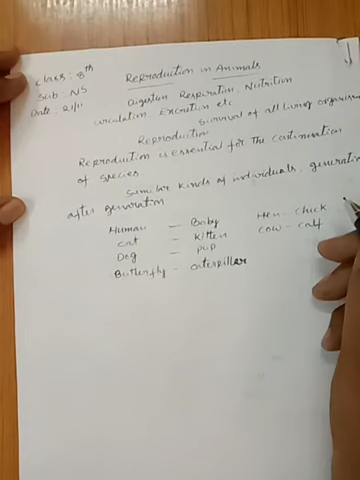 Class: 8th
Sub: NS
Date: 21/11
Reproduction in Animals
Digestion Respiration, Nutrition
circulation Excretion etc
survival of all living organism
Reproduction
Reproduction is essential for the continuation
of species
similar kinds of individuals, generation
after generation
Human — Baby
cat — kitten
Dog — pup
Butterfly — caterpillar
Hen - chick
cow - calf